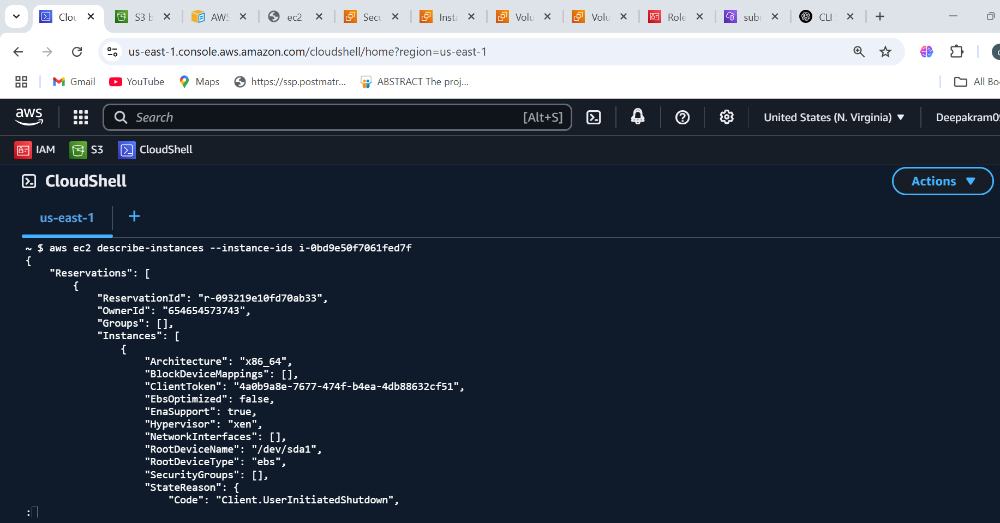 Clou S3 b AWS ec2 Secu Insta Volu Volu Role subr CLI
us-east-1.console.aws.amazon.com/cloudshell/home?region=us-east-1
Gmail YouTube Maps https://ssp.postmatr... ABSTRACT The proj... All Bo
aws Search [Alt+S] United States (N. Virginia) ▼ Deepakram09
IAM S3 CloudShell
CloudShell Actions ▼
us-east-1 +
~ $ aws ec2 describe-instances --instance-ids i-0bd9e50f7061fed7f
{
    "Reservations": [
        {
            "ReservationId": "r-093219e10fd70ab33",
            "OwnerId": "654654573743",
            "Groups": [],
            "Instances": [
                {
                    "Architecture": "x86_64",
                    "BlockDeviceMappings": [],
                    "ClientToken": "4a0b9a8e-7677-474f-b4ea-4db88632cf51",
                    "EbsOptimized": false,
                    "EnaSupport": true,
                    "Hypervisor": "xen",
                    "NetworkInterfaces": [],
                    "RootDeviceName": "/dev/sda1",
                    "RootDeviceType": "ebs",
                    "SecurityGroups": [],
                    "StateReason": {
                        "Code": "Client.UserInitiatedShutdown",
: